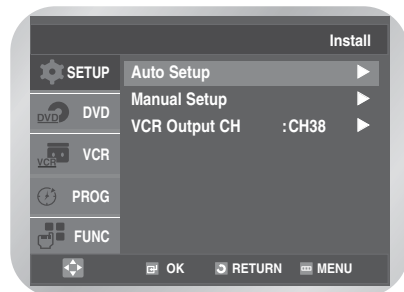 Install
SETUP
Auto Setup
DVD
DVD
Manual Setup
VCR Output CH :CH38
VCR
VCR
PROG
FUNC
OK RETURN MENU